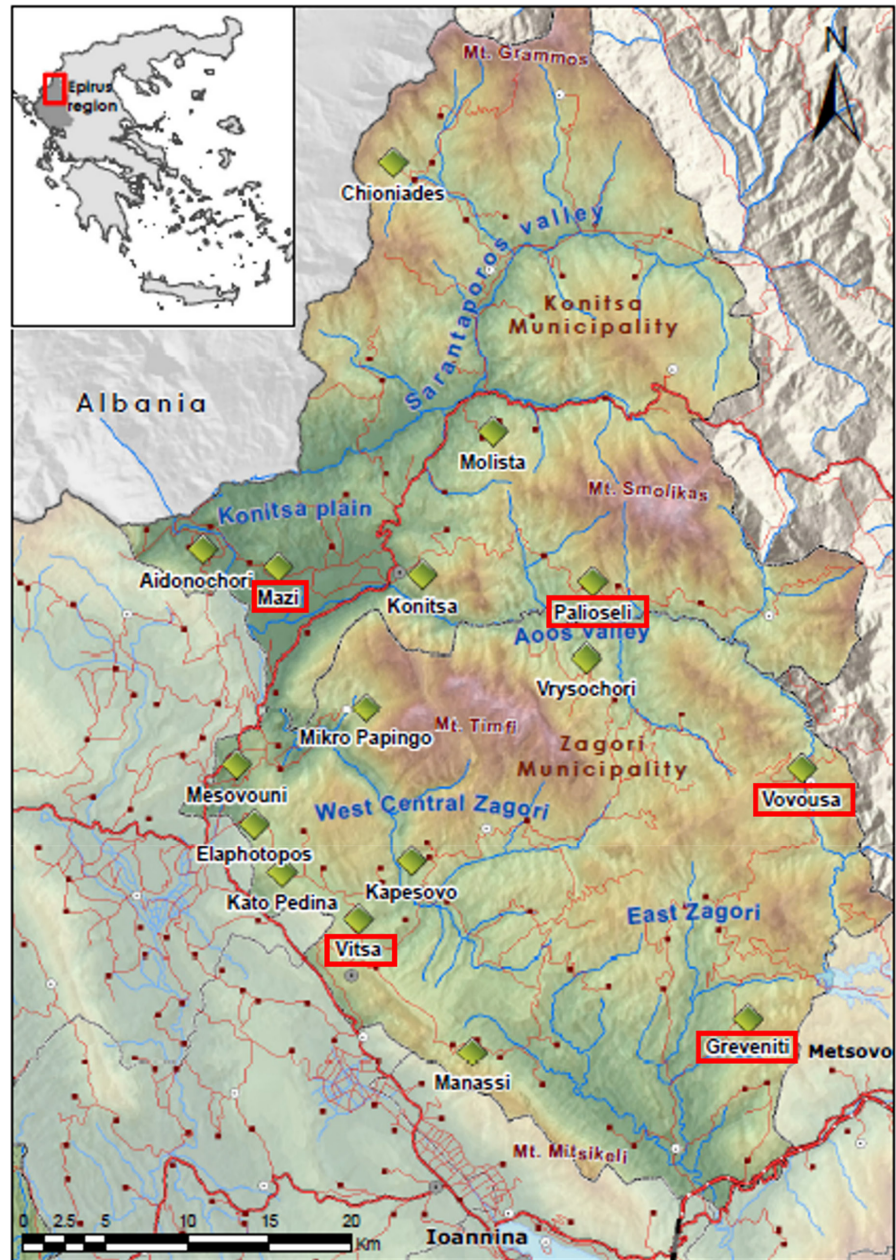 Epirus
region
N
Mt. Grammos
Chioniades
Sarantaporos valley
Konitsa
Municipality
Albania
Molista
Mt. Smolikas
Konitsa plain
Aidonochori
Mazi
Konitsa
Palioseli
Aoos valley
Vrysochori
Mikro Papingo
Mt. Timfi
Zagori
Municipality
Mesovouni
Vovousa
West Central Zagori
Elaphotopos
Kapesovo
Kato Pedina
East Zagori
Vitsa
Greveniti
Metsovo
Manassi
Mt. Mitsikeli
0 2.5 5 10 15 20
Km
Ioannina